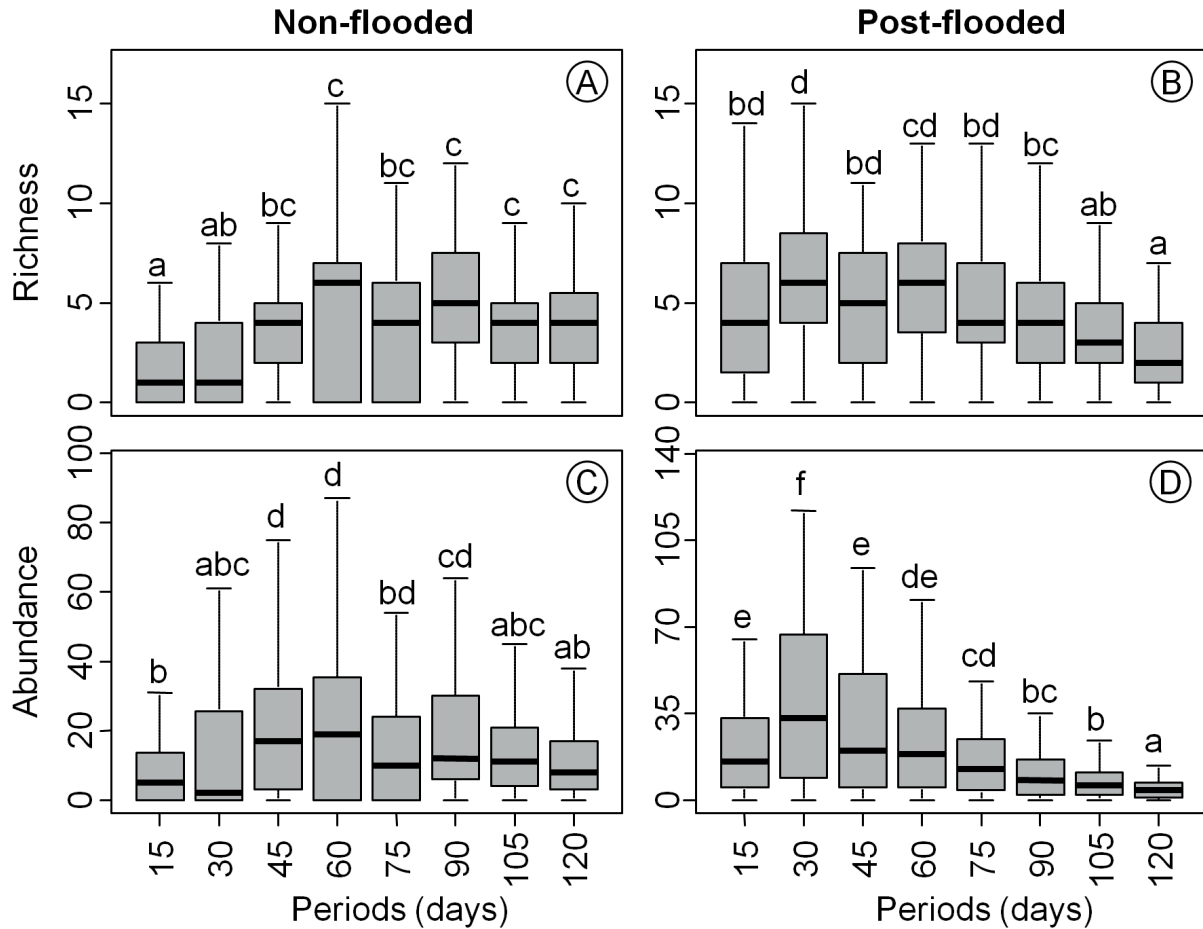 Non-flooded
Post-flooded
Richness
15
10
5
0
a
ab
bc
c
bc
c
c
c
A
15
10
5
0
bd
d
bd
cd
bd
bc
ab
a
B
Abundance
100
80
60
40
20
0
b
abc
d
d
bd
cd
abc
ab
C
140
105
70
35
0
e
f
e
de
cd
bc
b
a
D
15 30 45 60 75 90 105 120
15 30 45 60 75 90 105 120
Periods (days)
Periods (days)